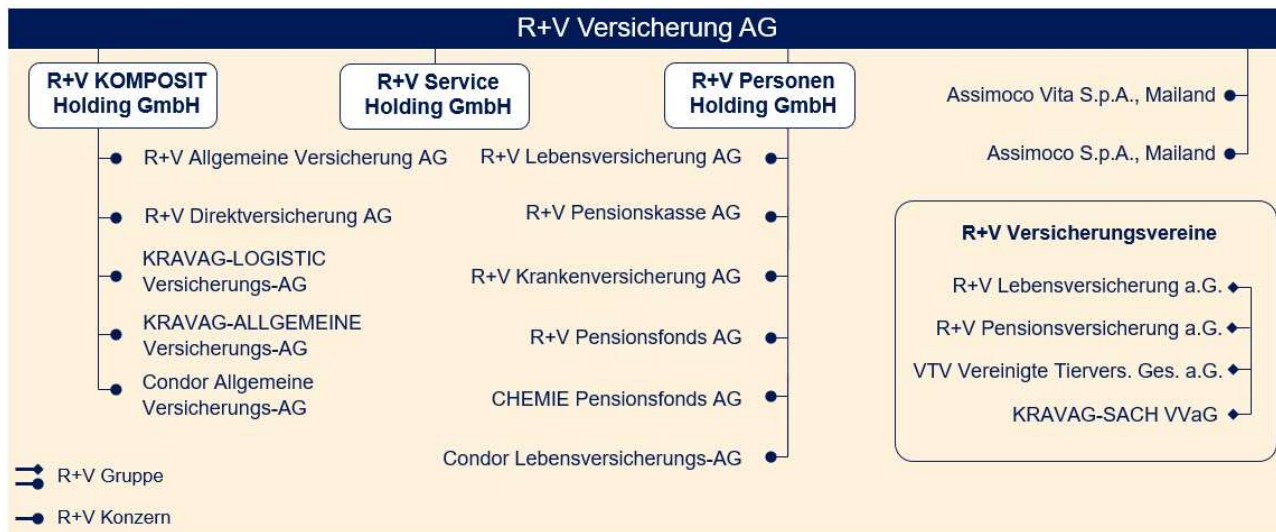 R+V Versicherung AG
R+V KOMPOSIT
Holding GmbH
R+V Allgemeine Versicherung AG
R+V Direktversicherung AG
KRAVAG-LOGISTIC
Versicherungs-AG
KRAVAG-ALLGEMEINE
Versicherungs-AG
Condor Allgemeine
Versicherungs-AG
R+V Service
Holding GmbH
R+V Personen
Holding GmbH
R+V Lebensversicherung AG
R+V Pensionskasse AG
R+V Krankenversicherung AG
R+V Pensionsfonds AG
CHEMIE Pensionsfonds AG
Condor Lebensversicherungs-AG
Assimoco Vita S.p.A., Mailand
Assimoco S.p.A., Mailand
R+V Versicherungsvereine
R+V Lebensversicherung a.G.
R+V Pensionsversicherung a.G.
VTV Vereinigte Tiervers. Ges. a.G.
KRAVAG-SACH VVaG
R+V Gruppe
R+V Konzern